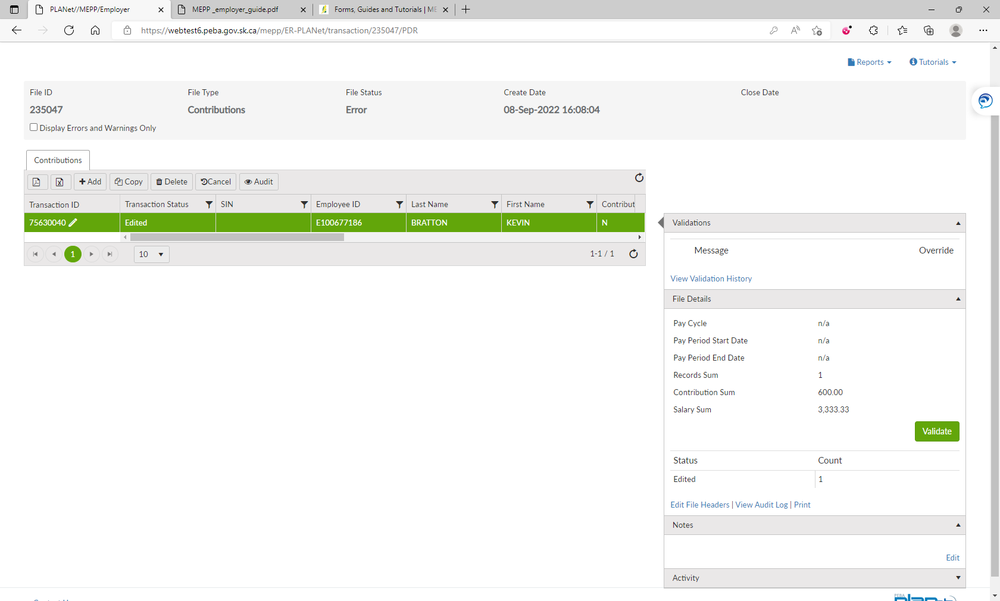 PLANet//MEPP/Employer
MEPP _employer_guide.pdf
Forms, Guides and Tutorials | ME
https://webtest6.peba.gov.sk.ca/mepp/ER-PLANet/transaction/235047/PDR
Reports
Tutorials
File ID
File Type
File Status
Create Date
Close Date
235047
Contributions
Error
08-Sep-2022 16:08:04
Display Errors and Warnings Only
Contributions
Add
Copy
Delete
Cancel
Audit
Transaction ID
Transaction Status
SIN
Employee ID
Last Name
First Name
Contribut
75630040
Edited
E100677186
BRATTON
KEVIN
N
1
10
1-1 / 1
Validations
Message
Override
View Validation History
File Details
Pay Cycle n/a
Pay Period Start Date n/a
Pay Period End Date n/a
Records Sum 1
Contribution Sum 600.00
Salary Sum 3,333.33
Validate
Status Count
Edited 1
Edit File Headers | View Audit Log | Print
Notes
Edit
Activity
PEBA